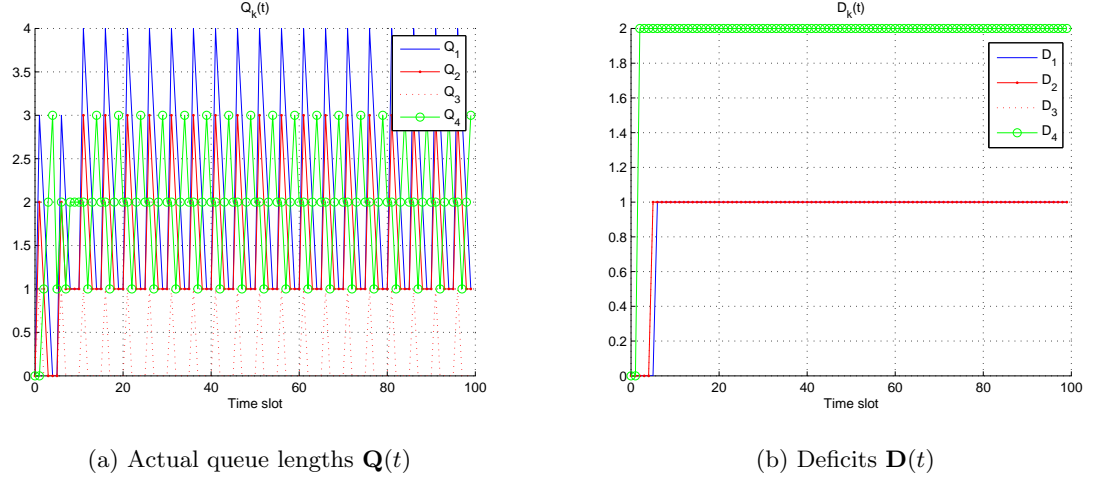 Q_k(t)
4
3.5
3
2.5
2
1.5
1
0.5
0
0
20
40
60
80
100
Time slot
Q_1
Q_2
Q_3
Q_4
(a) Actual queue lengths Q(t)
D_k(t)
2
1.8
1.6
1.4
1.2
1
0.8
0.6
0.4
0.2
0
0
20
40
60
80
100
Time slot
D_1
D_2
D_3
D_4
(b) Deficits D(t)